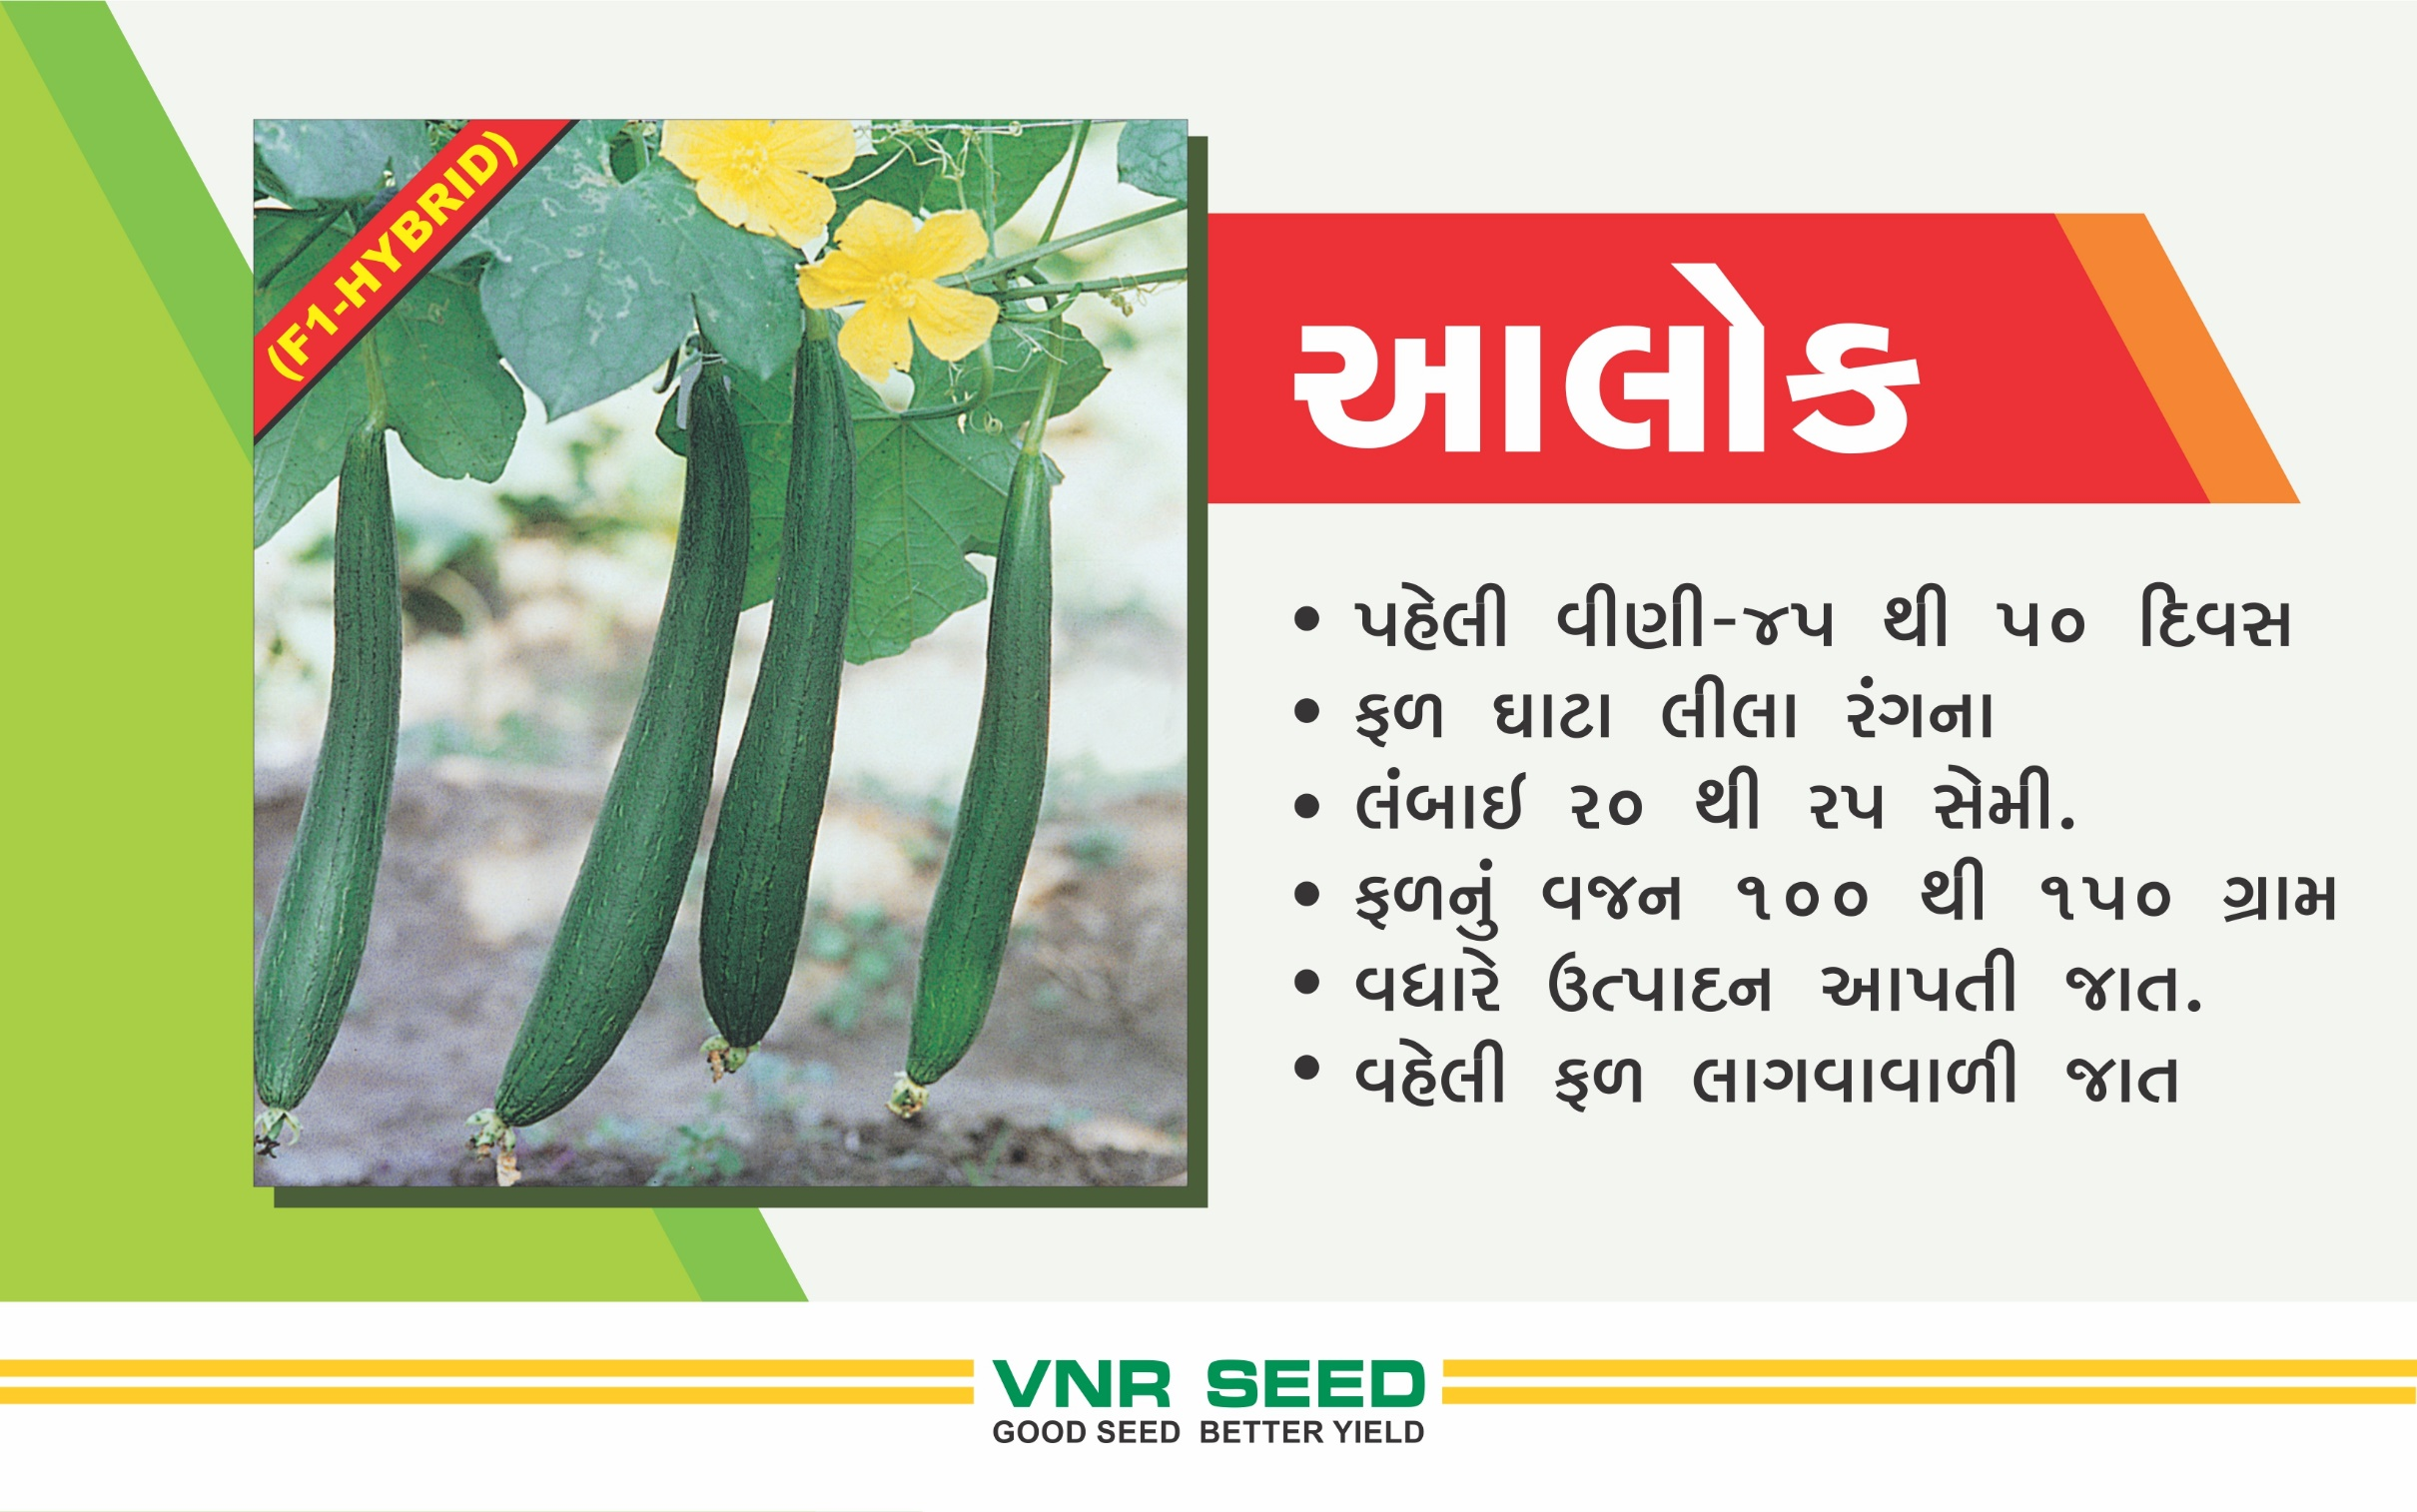 (F1-HYBRID)
આલોક
• પહેલી વીણી-૪૫ થી ૫૦ દિવસ
• ફળ ઘાટા લીલા રંગના
• લંબાઈ ૨૦ થી ૨૫ સેમી.
• ફળનું વજન ૧૦૦ થી ૧૫૦ ગ્રામ
• વધારે ઉત્પાદન આપતી જાત.
• વહેલી ફળ લાગવાવાળી જાત
VNR SEED
GOOD SEED BETTER YIELD